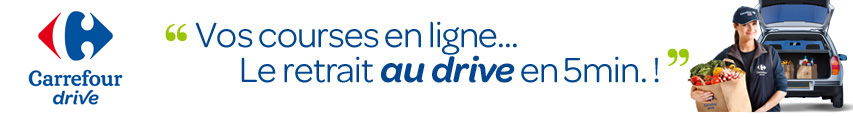 Carrefour
drive
“ Vos courses en ligne...
Le retrait au drive en 5min. ! ”